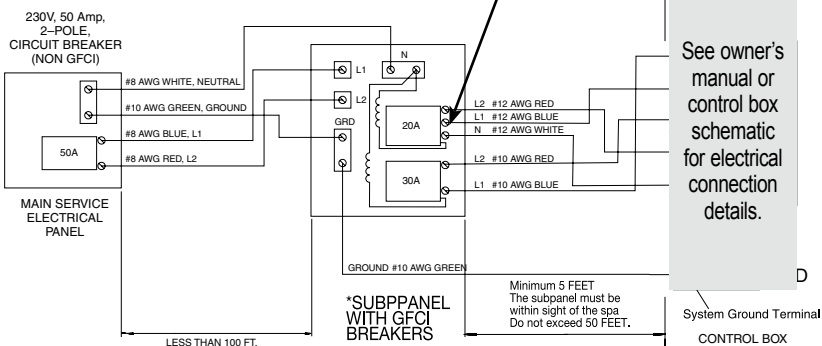 230V, 50 Amp,
2–POLE,
CIRCUIT BREAKER
(NON GFCI)
#8 AWG WHITE, NEUTRAL
#10 AWG GREEN, GROUND
#8 AWG BLUE, L1
#8 AWG RED, L2
50A
MAIN SERVICE
ELECTRICAL
PANEL
LESS THAN 100 FT.
L1
N
L2
GRD
20A
30A
L2 #12 AWG RED
L1 #12 AWG BLUE
N #12 AWG WHITE
L2 #10 AWG RED
L1 #10 AWG BLUE
GROUND #10 AWG GREEN
*SUBPPANEL
WITH GFCI
BREAKERS
Minimum 5 FEET
The subpanel must be
within sight of the spa
Do not exceed 50 FEET.
See owner's
manual or
control box
schematic
for electrical
connection
details.
D
System Ground Terminal
CONTROL BOX